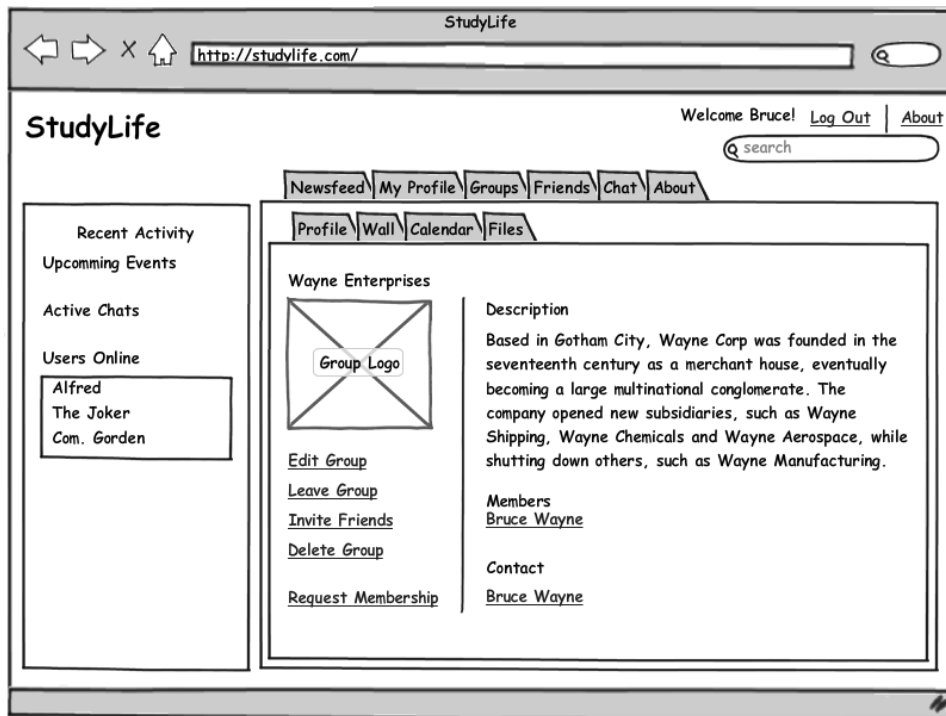 StudyLife
http://studylife.com/
StudyLife
Welcome Bruce! Log Out About
search
Newsfeed My Profile Groups Friends Chat About
Profile Wall Calendar Files
Recent Activity
Upcomming Events
Active Chats
Users Online
Alfred
The Joker
Com. Gorden
Wayne Enterprises
Group Logo
Edit Group
Leave Group
Invite Friends
Delete Group
Request Membership
Description
Based in Gotham City, Wayne Corp was founded in the
seventeenth century as a merchant house, eventually
becoming a large multinational conglomerate. The
company opened new subsidiaries, such as Wayne
Shipping, Wayne Chemicals and Wayne Aerospace, while
shutting down others, such as Wayne Manufacturing.
Members
Bruce Wayne
Contact
Bruce Wayne